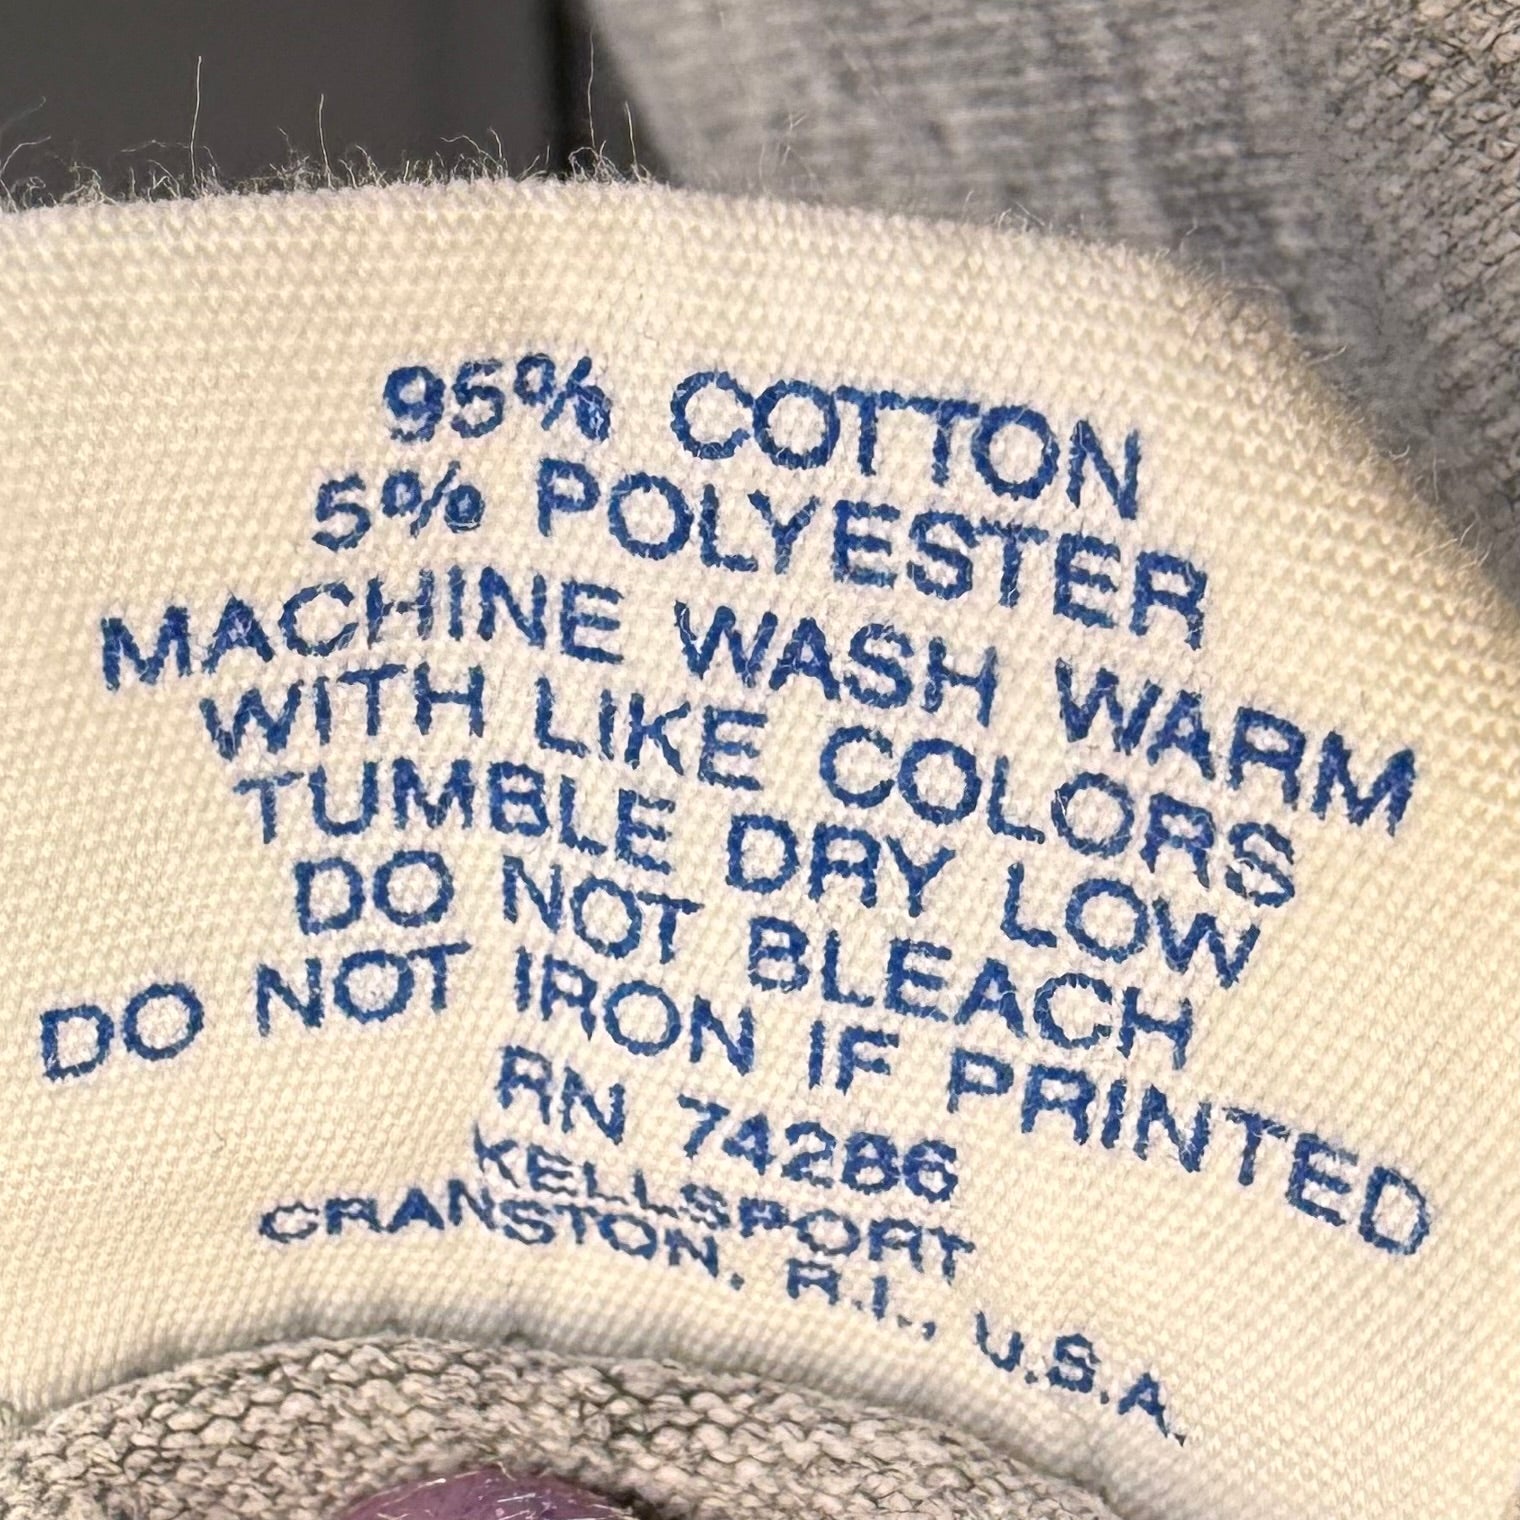 95% COTTON
5% POLYESTER
MACHINE WASH WARM
WITH LIKE COLORS
TUMBLE DRY LOW
DO NOT BLEACH
DO NOT IRON IF PRINTED
RN 74286
KELLSPORT
CRANSTON, R.I., U.S.A.